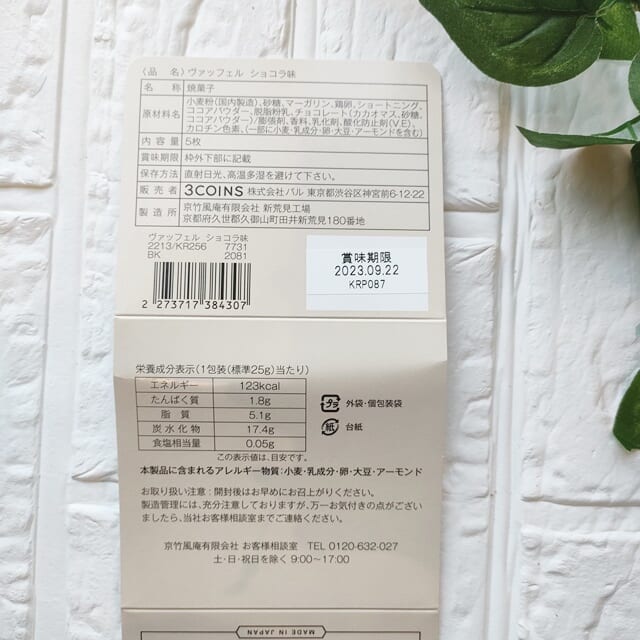 〈品 名〉ヴァッフェル ショコラ味
名 称 焼菓子
原材料名 小麦粉(国内製造)、砂糖、マーガリン、鶏卵、ショートニング、
ココアパウダー、脱脂粉乳、チョコレート(カカオマス、砂糖、
ココアパウダー)/膨張剤、香料、乳化剤、酸化防止剤(V.E)、
カロチン色素、(一部に小麦・乳成分・卵・大豆・アーモンドを含む)
内 容 量 5枚
賞味期限 枠外下部に記載
保存方法 直射日光、高温多湿を避けて下さい。
販 売 者 3COINS 株式会社パル 東京都渋谷区神宮前6-12-22
製 造 所 京竹風庵有限会社 新荒見工場
京都府久世郡久御山町田井新荒見180番地
ヴァッフェル ショコラ味
2213/KR256 7731
BK 2081
2 273717 384307
賞味期限
2023.09.22
KRP087
栄養成分表示(1包装(標準25g)当たり)
エネルギー 123kcal
たんぱく質 1.8g
脂 質 5.1g
炭 水 化 物 17.4g
食塩相当量 0.05g
この表示値は、目安です。
プラ 外袋・個包装袋
紙 台紙
本製品に含まれるアレルギー物質:小麦・乳成分・卵・大豆・アーモンド
お取り扱い注意:開封後はお早めにお召上がりください。
製造管理には、充分注意しておりますが、万一お気付きの点がござい
ましたら、当社お客様相談室までご連絡ください。
京竹風庵有限会社 お客様相談室 TEL 0120-632-027
土・日・祝日を除く 9:00~17:00
MADE IN JAPAN